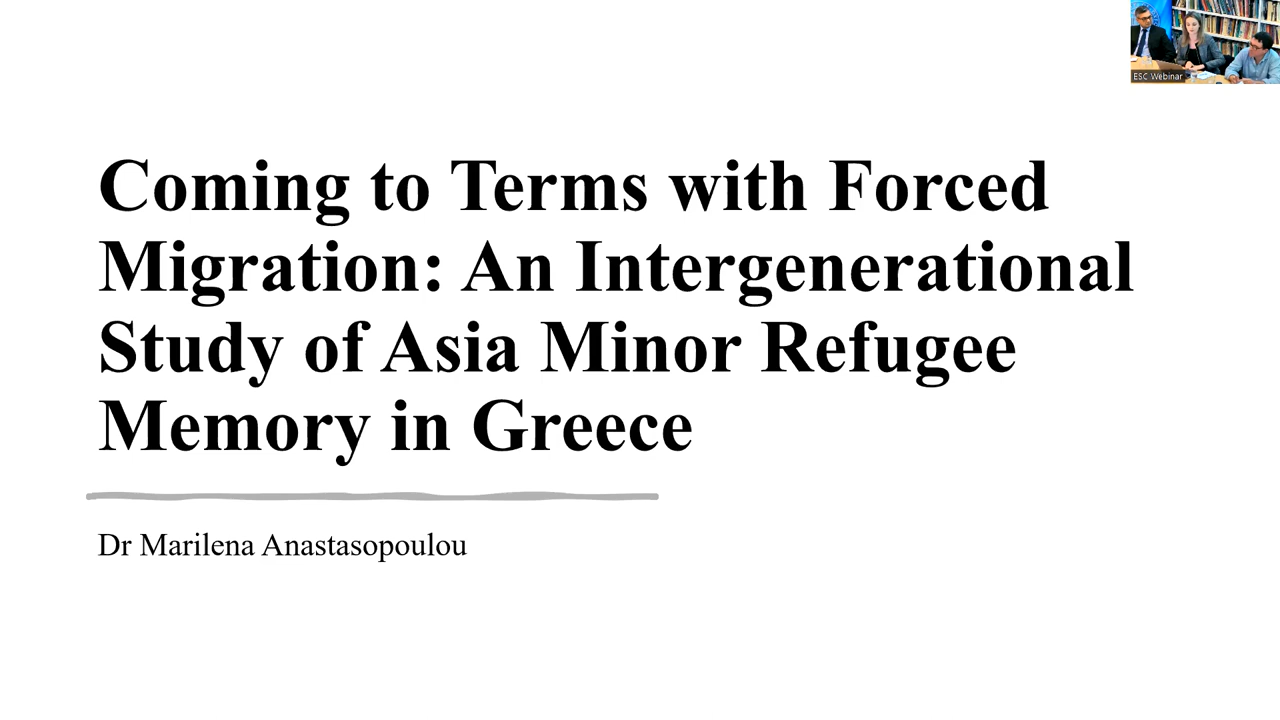 ESC Webinar
Coming to Terms with Forced
Migration: An Intergenerational
Study of Asia Minor Refugee
Memory in Greece
Dr Marilena Anastasopoulou